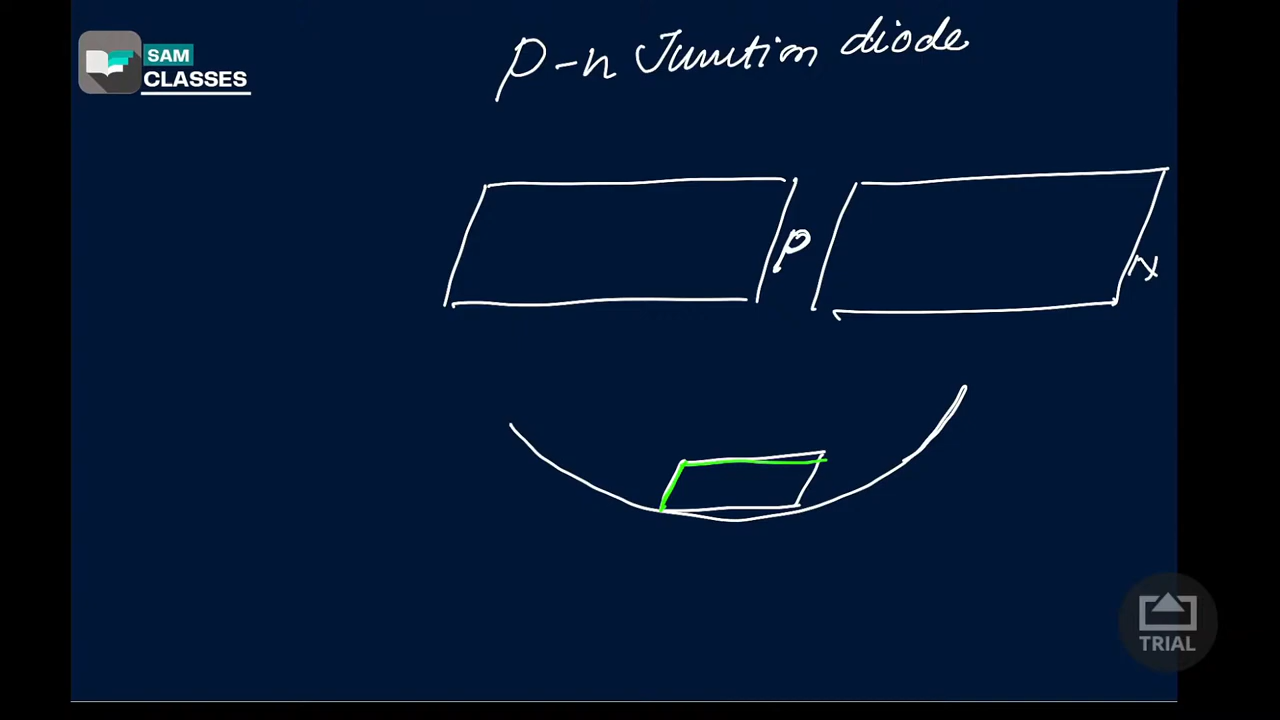 SAM
CLASSES
p-n Junction diode
P
N
TRIAL